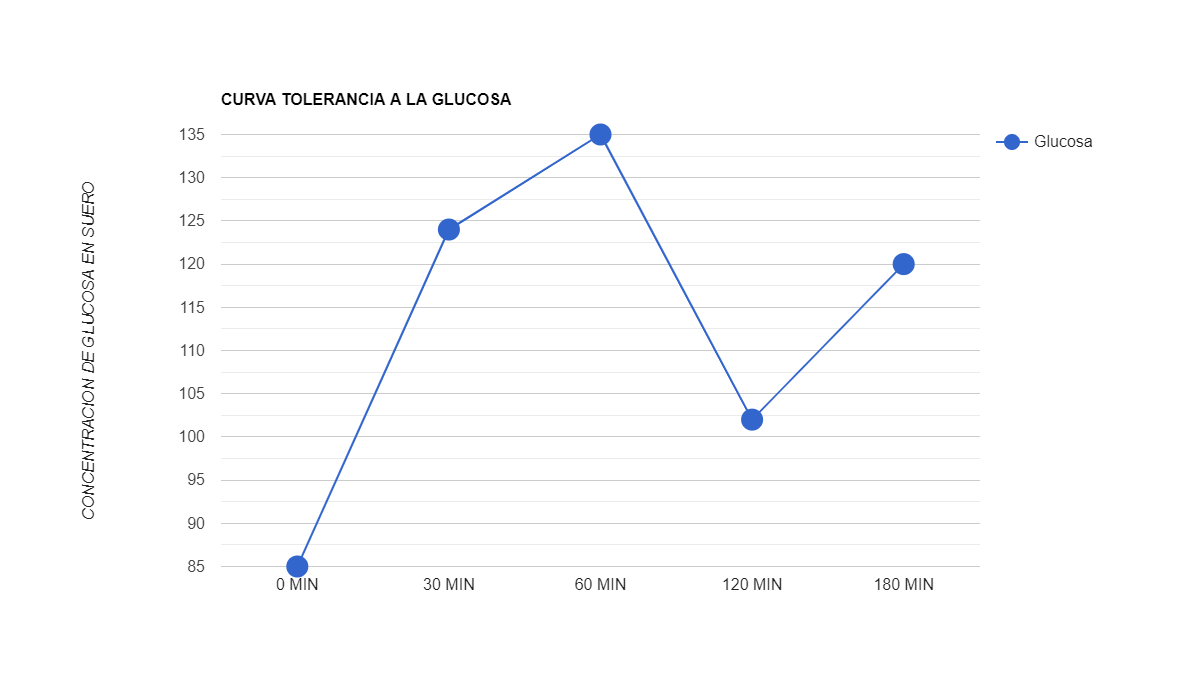 CURVA TOLERANCIA A LA GLUCOSA
CONCENTRACION DE GLUCOSA EN SUERO
135
130
125
120
115
110
105
100
95
90
85
0 MIN
30 MIN
60 MIN
120 MIN
180 MIN
Glucosa